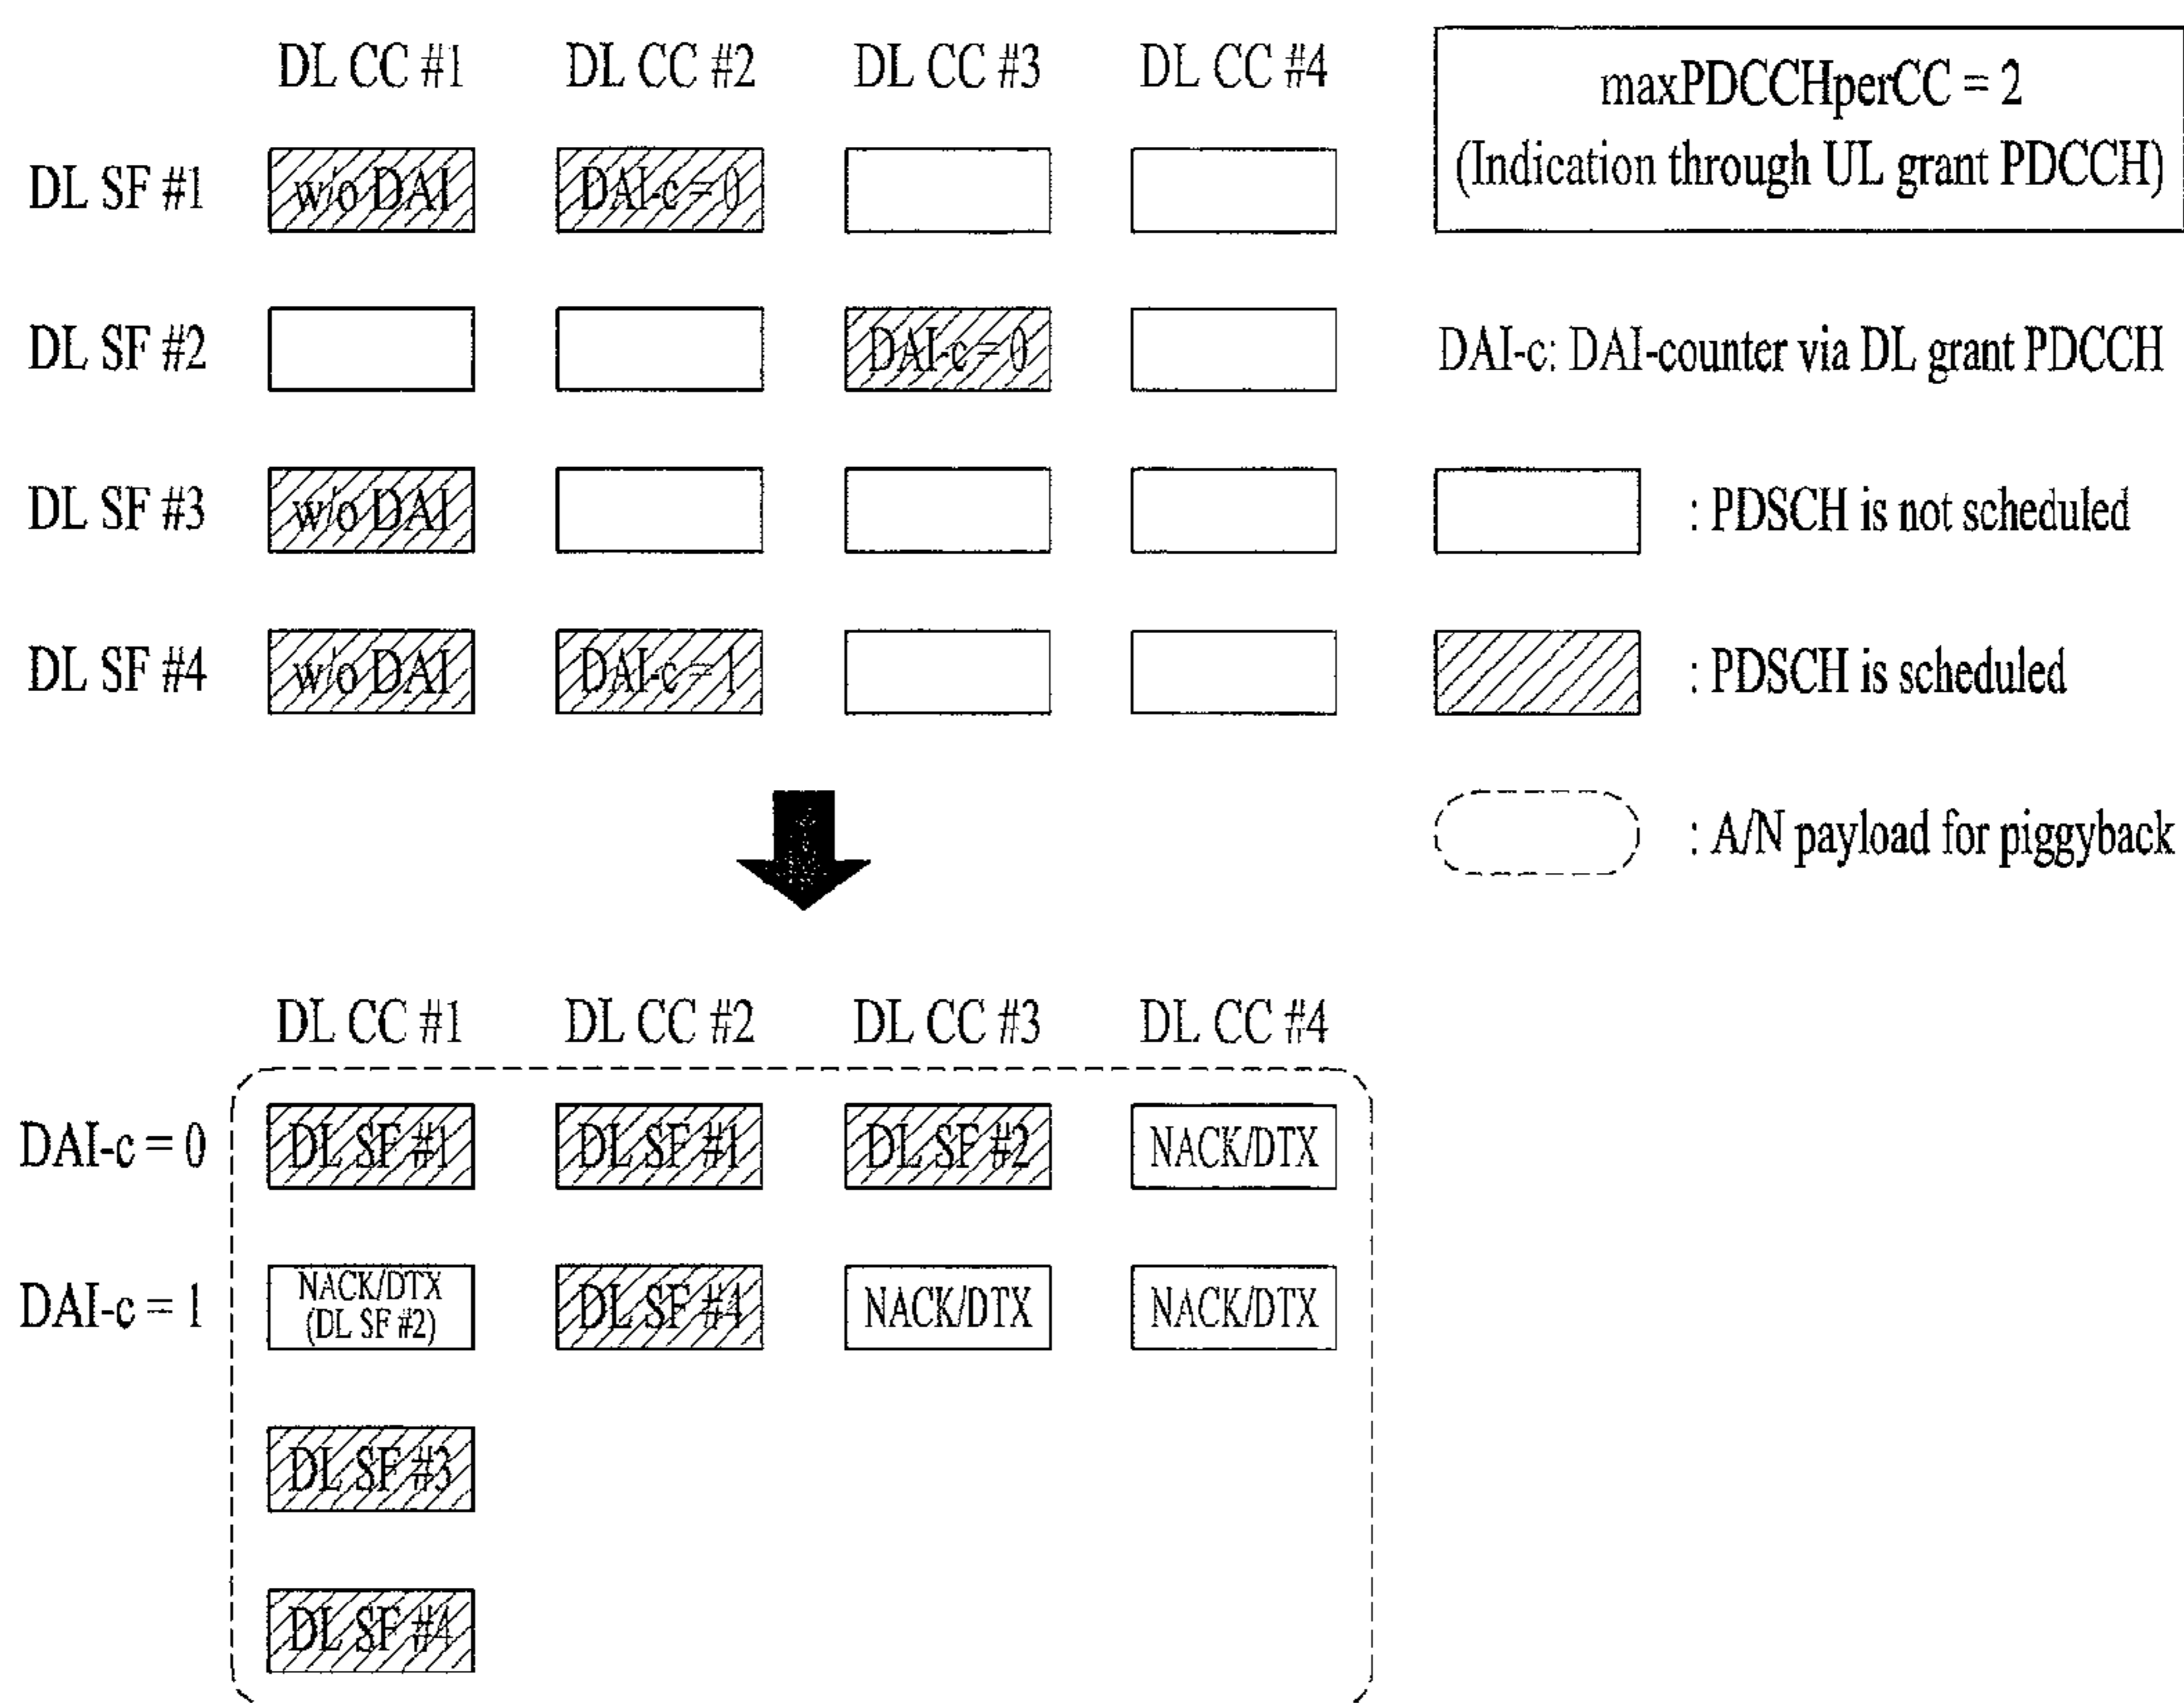 DL CC #1 DL CC #2 DL CC #3 DL CC #4
maxPDCCHperCC = 2
(Indication through UL grant PDCCH)
DL SF #1 w/o DAI DAI-c = 0
DL SF #2 DAI-c = 0
DAI-c: DAI-counter via DL grant PDCCH
DL SF #3 w/o DAI
: PDSCH is not scheduled
DL SF #4 w/o DAI DAI-c = 1
: PDSCH is scheduled
: A/N payload for piggyback
DL CC #1 DL CC #2 DL CC #3 DL CC #4
DAI-c = 0 DL SF #1 DL SF #1 DL SF #2 NACK/DTX
DAI-c = 1 NACK/DTX (DL SF #2) DL SF #4 NACK/DTX NACK/DTX
DL SF #3
DL SF #4